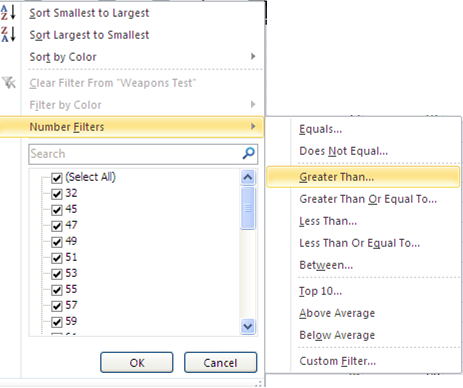 Sort Smallest to Largest
Sort Largest to Smallest
Sort by Color
Clear Filter From "Weapons Test"
Filter by Color
Number Filters
Search
(Select All)
32
45
47
49
51
53
55
57
59
OK Cancel
Equals...
Does Not Equal...
Greater Than...
Greater Than Or Equal To...
Less Than...
Less Than Or Equal To...
Between...
Top 10...
Above Average
Below Average
Custom Filter...